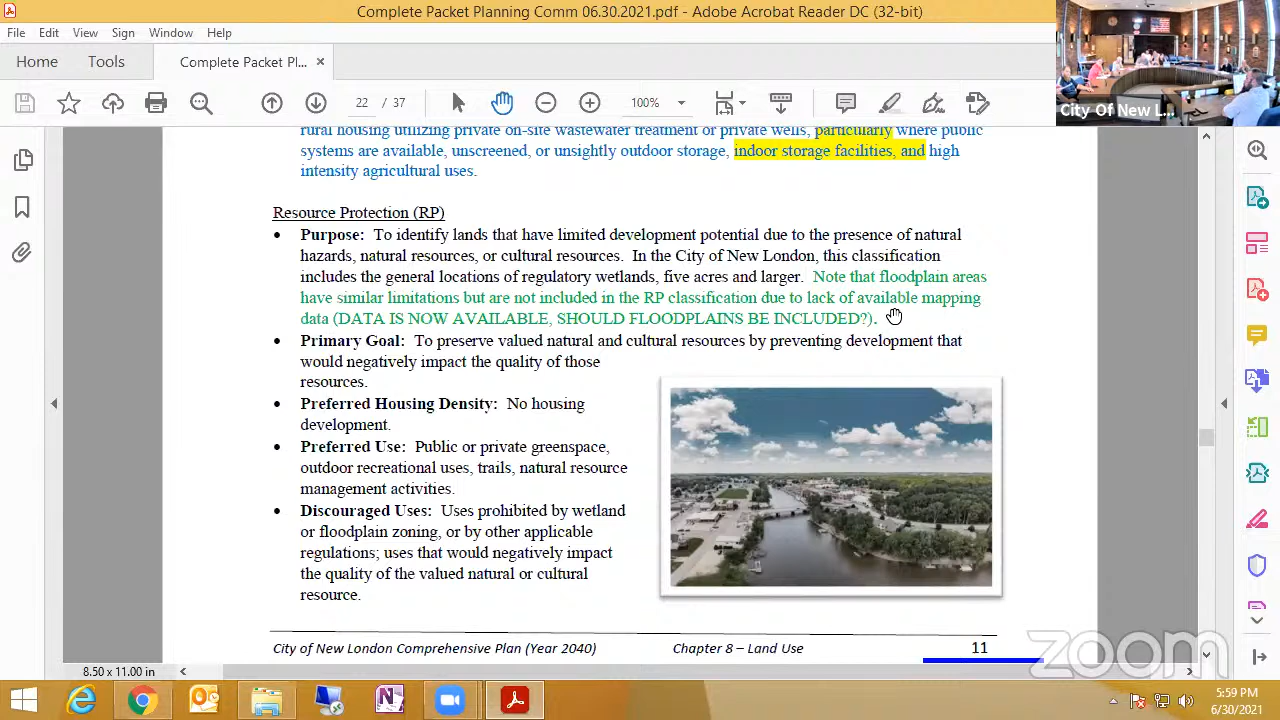 Complete Packet Planning Comm 06.30.2021.pdf - Adobe Acrobat Reader DC (32-bit)
File Edit View Sign Window Help
Home Tools Complete Packet Pl... ×
22 / 37 100%
City Of New L...
rural housing utilizing private on-site wastewater treatment or private wells, particularly where public
systems are available, unscreened, or unsightly outdoor storage, indoor storage facilities, and high
intensity agricultural uses.
Resource Protection (RP)
• Purpose: To identify lands that have limited development potential due to the presence of natural
hazards, natural resources, or cultural resources. In the City of New London, this classification
includes the general locations of regulatory wetlands, five acres and larger. Note that floodplain areas
have similar limitations but are not included in the RP classification due to lack of available mapping
data (DATA IS NOW AVAILABLE, SHOULD FLOODPLAINS BE INCLUDED?).
• Primary Goal: To preserve valued natural and cultural resources by preventing development that
would negatively impact the quality of those
resources.
• Preferred Housing Density: No housing
development.
• Preferred Use: Public or private greenspace,
outdoor recreational uses, trails, natural resource
management activities.
• Discouraged Uses: Uses prohibited by wetland
or floodplain zoning, or by other applicable
regulations; uses that would negatively impact
the quality of the valued natural or cultural
resource.
City of New London Comprehensive Plan (Year 2040) Chapter 8 – Land Use 11
zoom
8.50 x 11.00 in
5:59 PM
6/30/2021